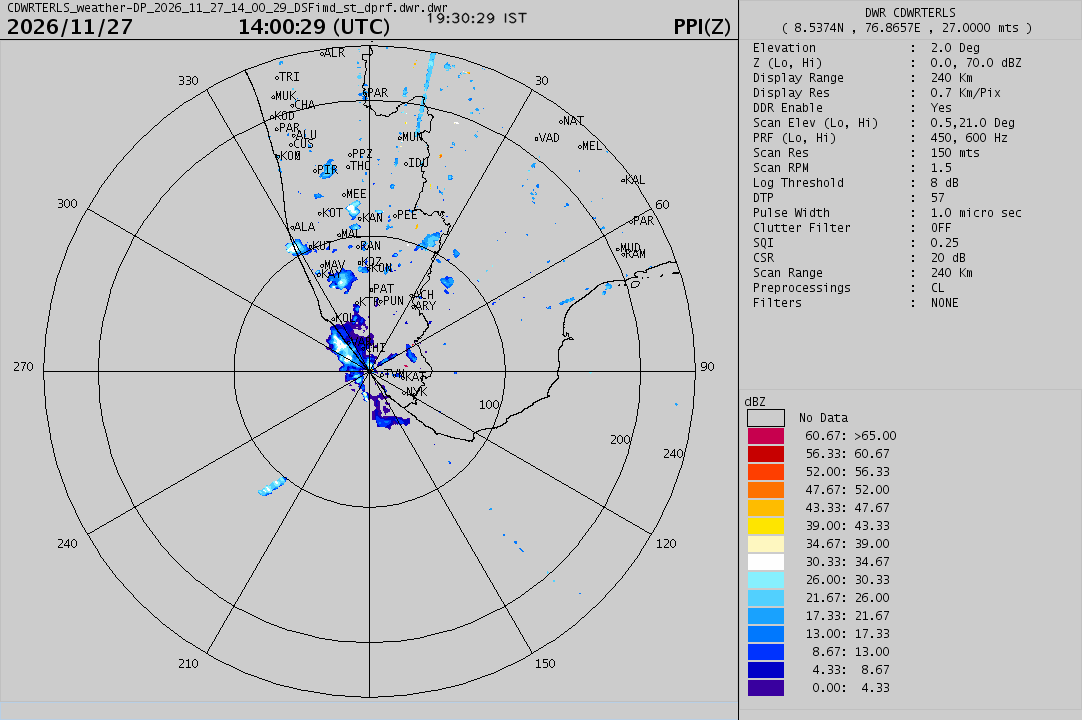 CDWRTERLS_weather-DP_2026_11_27_14_00_29_DSFimd_st_dprf.dwr.dwr
19:30:29 IST
2026/11/27 14:00:29 (UTC) PPI(Z)
DWR CDWRTERLS
( 8.5374N , 76.8657E , 27.0000 mts )
Elevation : 2.0 Deg
Z (Lo, Hi) : 0.0, 70.0 dBZ
Display Range : 240 Km
Display Res : 0.7 Km/Pix
DDR Enable : Yes
Scan Elev (Lo, Hi) : 0.5,21.0 Deg
PRF (Lo, Hi) : 450, 600 Hz
Scan Res : 150 mts
Scan RPM : 1.5
Log Threshold : 8 dB
DTP : 57
Pulse Width : 1.0 micro sec
Clutter Filter : OFF
SQI : 0.25
CSR : 20 dB
Scan Range : 240 Km
Preprocessings : CL
Filters : NONE
dBZ
No Data
60.67: >65.00
56.33: 60.67
52.00: 56.33
47.67: 52.00
43.33: 47.67
39.00: 43.33
34.67: 39.00
30.33: 34.67
26.00: 30.33
21.67: 26.00
17.33: 21.67
13.00: 17.33
8.67: 13.00
4.33: 8.67
0.00: 4.33
ALR
TRI
330
30
MUK
PAR
CHA
KOD
NAT
PAR
ALU
MUN
VAD
CUS
MEL
KOM
PPZ
THO
IDU
PIR
KAL
MEE
300
60
KOT
KAN
PEE
PAR
ALA
MAL
KUT
RAN
MUD
RAM
MAV
KOZ
KON
KAY
PAT
ACH
KTR
PUN
ARY
KOL
270
90
TVM
KAT
NYK
100
200
240
240
120
210
150